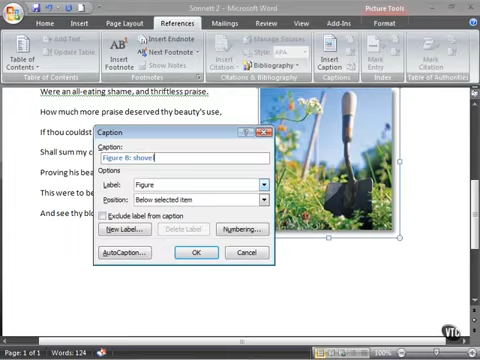 Sonnett 2 - Microsoft Word
Picture Tools
Home Insert Page Layout References Mailings Review View Add-Ins Format
Table of Contents
Add Text
Update Table
Table of Contents
AB¹
Insert Footnote
Insert Endnote
Next Footnote
Show Notes
Footnotes
Insert Citation
Manage Sources
Style: APA
Bibliography
Citations & Bibliography
Insert Caption
Captions
Mark Entry
Index
Mark Citation
Table of Authorities
Were an all-eating shame, and thriftless praise.
How much more praise deserved thy beauty's use,
If thou couldst
Shall sum my c
Proving his bea
This were to be
And see thy blo
Caption
Caption:
Figure B: shovel
Options
Label: Figure
Position: Below selected item
Exclude label from caption
New Label... Delete Label Numbering...
AutoCaption... OK Cancel
VTC
Page: 1 of 1 Words: 124 100%